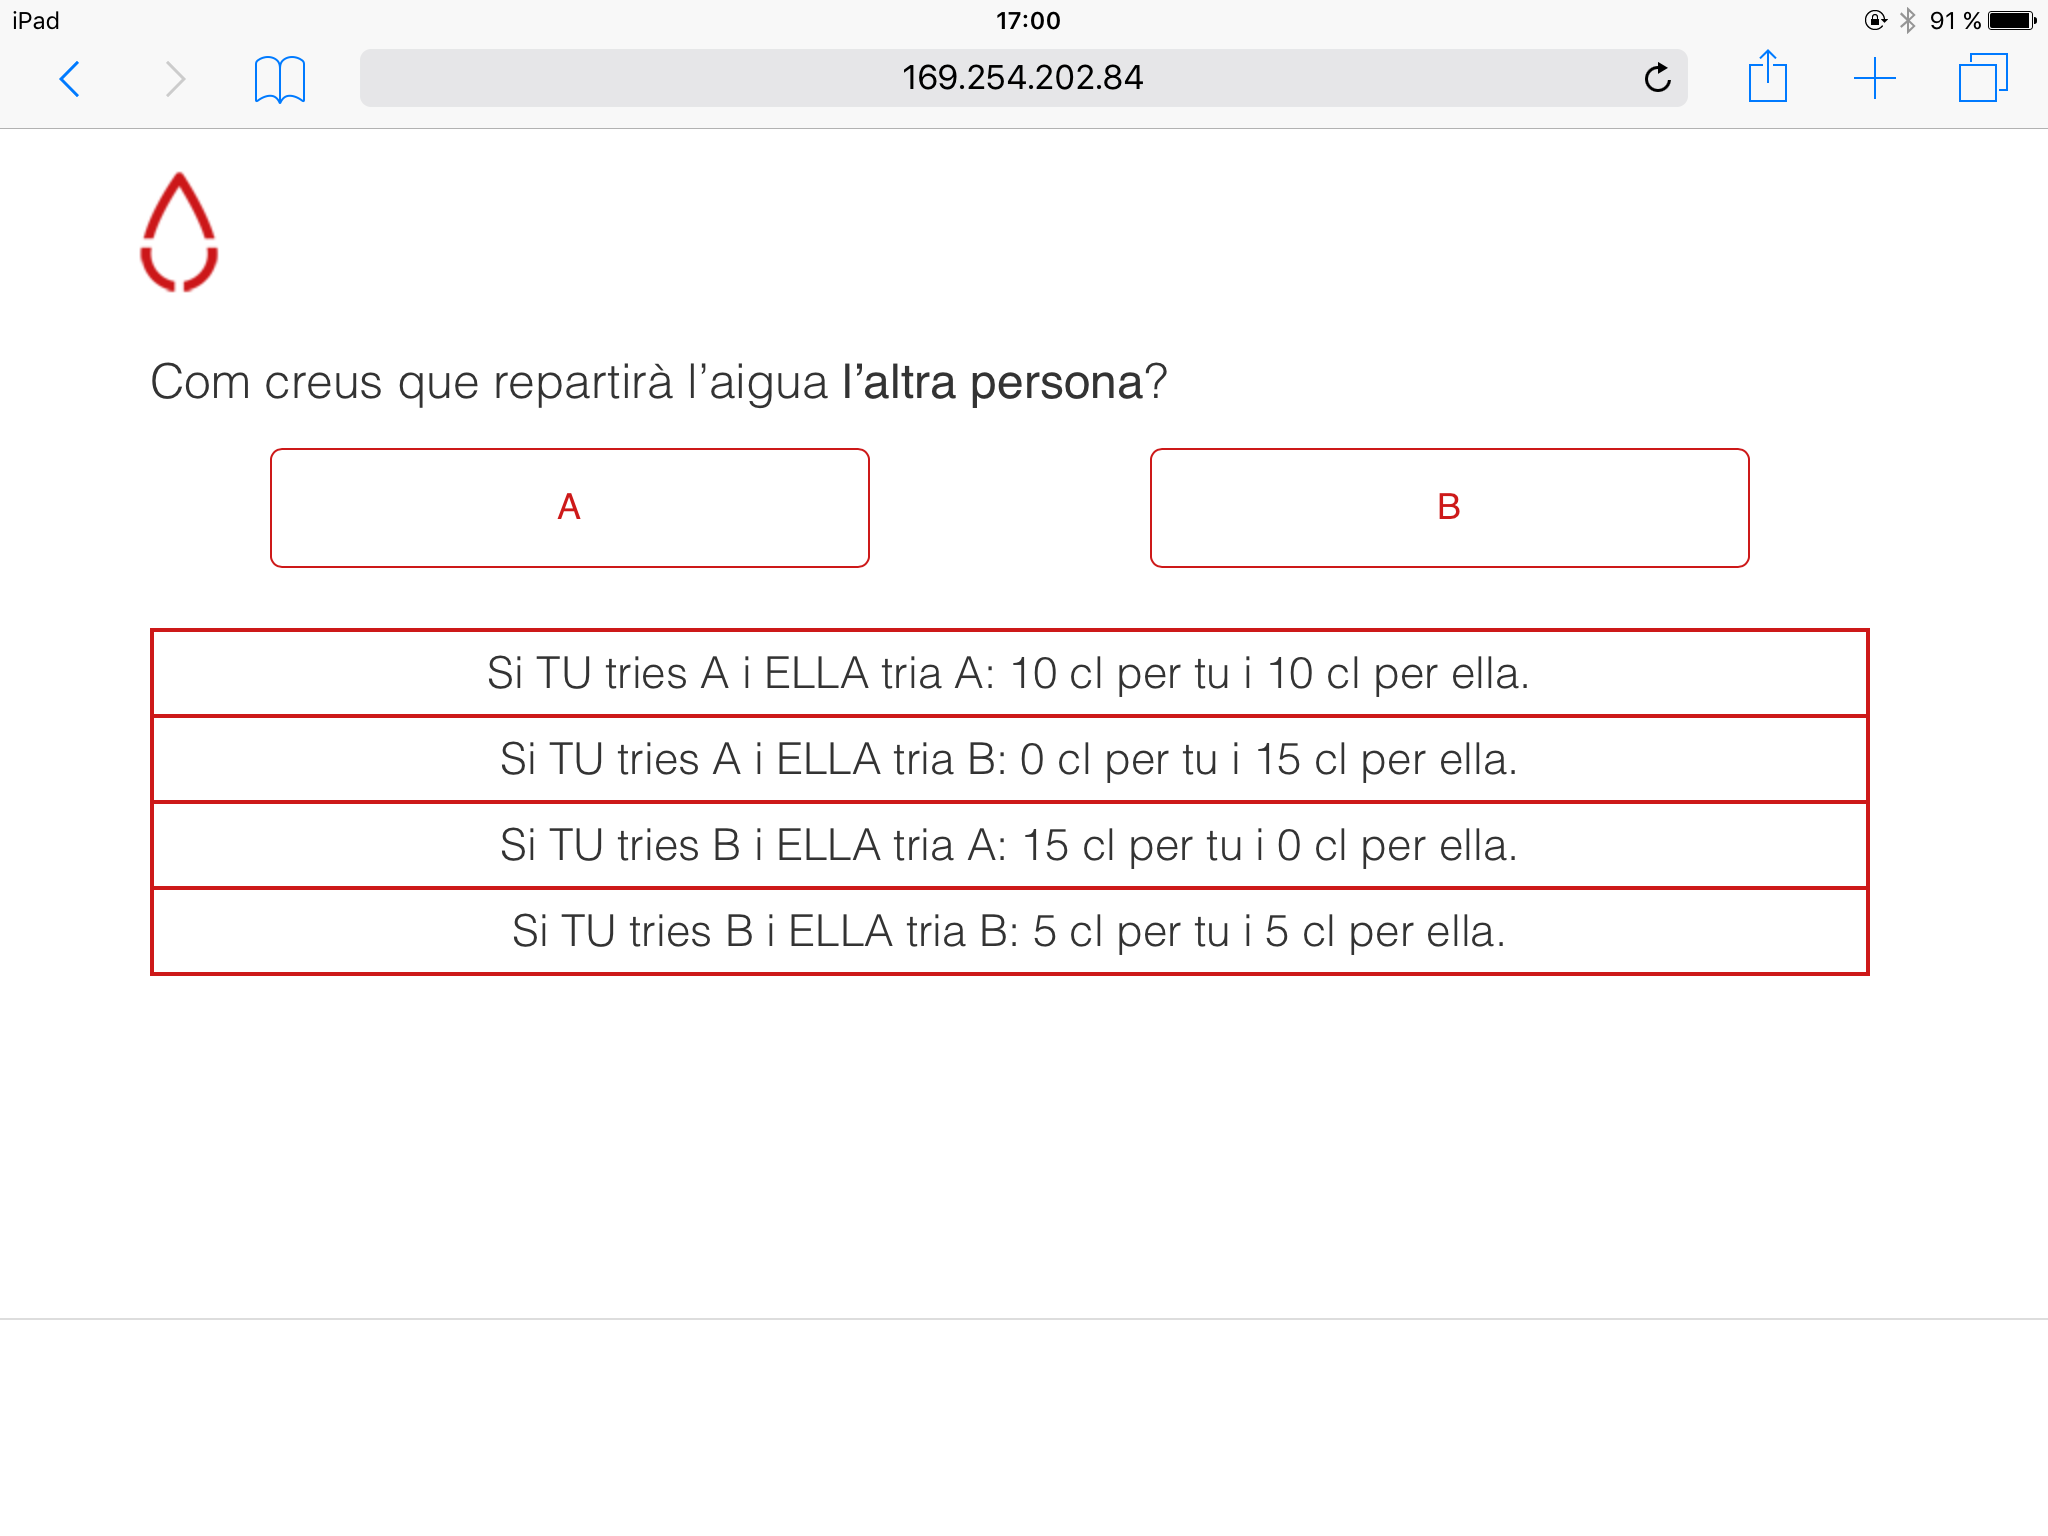 iPad
17:00
91 %
169.254.202.84
Com creus que repartirà l’aigua l’altra persona?
A
B
Si TU tries A i ELLA tria A: 10 cl per tu i 10 cl per ella.
Si TU tries A i ELLA tria B: 0 cl per tu i 15 cl per ella.
Si TU tries B i ELLA tria A: 15 cl per tu i 0 cl per ella.
Si TU tries B i ELLA tria B: 5 cl per tu i 5 cl per ella.